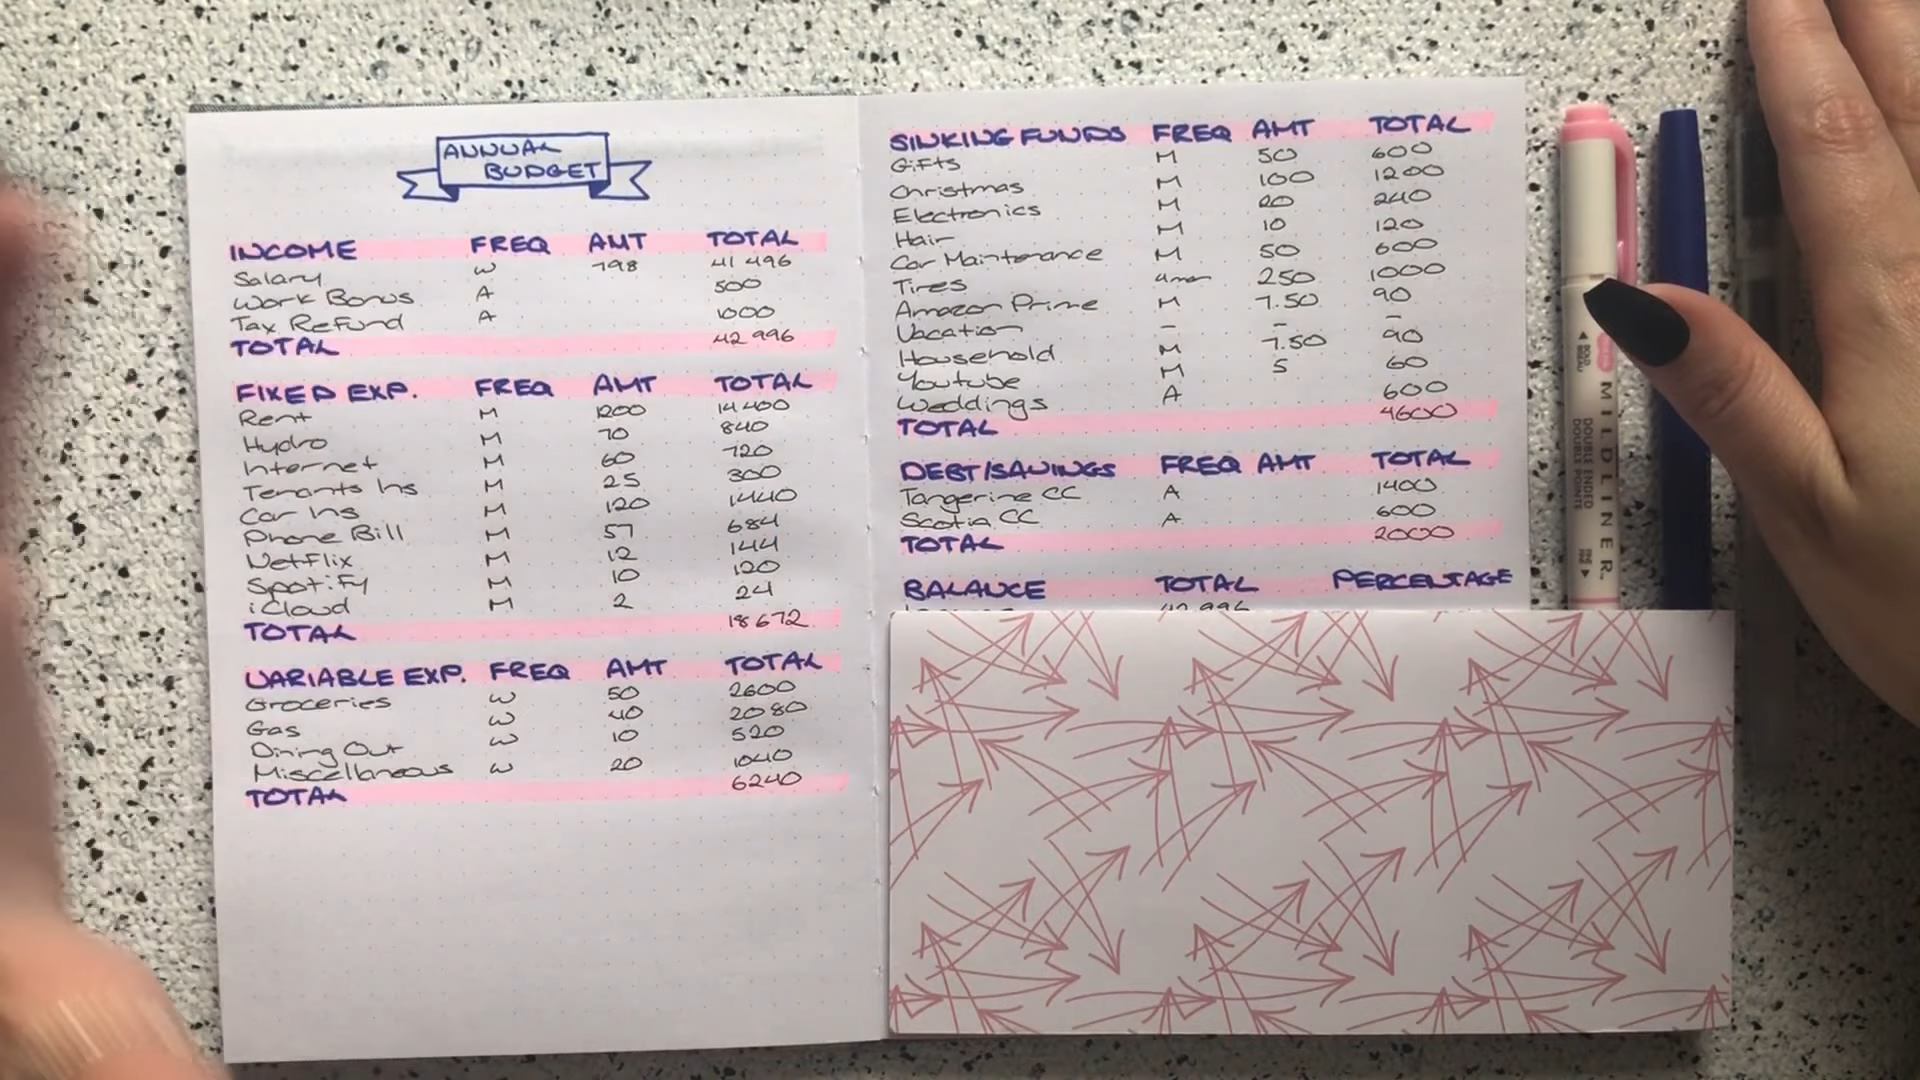 ANNUAL
BUDGET
INCOME FREQ AMT TOTAL
Salary W 798 41 496
Work Bonus A 500
Tax Refund A 1000
TOTAL 42 996
FIXED EXP. FREQ AMT TOTAL
Rent M 1200 14 400
Hydro M 70 840
Internet M 60 720
Tenants Ins M 25 300
Car Ins M 120 1440
Phone Bill M 57 684
Netflix M 12 144
Spotify M 10 120
iCloud M 2 24
TOTAL 18 672
VARIABLE EXP. FREQ AMT TOTAL
Groceries W 50 2600
Gas W 40 2080
Dining Out W 10 520
Miscellaneous W 20 1040
TOTAL 6240
SINKING FUNDS FREQ AMT TOTAL
Gifts M 50 600
Christmas M 100 1200
Electronics M 20 240
Hair M 10 120
Car Maintenance M 50 600
Tires 250 1000
Amazon Prime M 7.50 90
Vacation - - -
Household M 7.50 90
Youtube M 5 60
Weddings A 600
TOTAL 4600
DEBT/SAVINGS FREQ AMT TOTAL
Tangerine CC A 1400
Scotia CC A 600
TOTAL 2000
BALANCE TOTAL PERCENTAGE
42 996
MILDLINER
DOUBLE ENDED